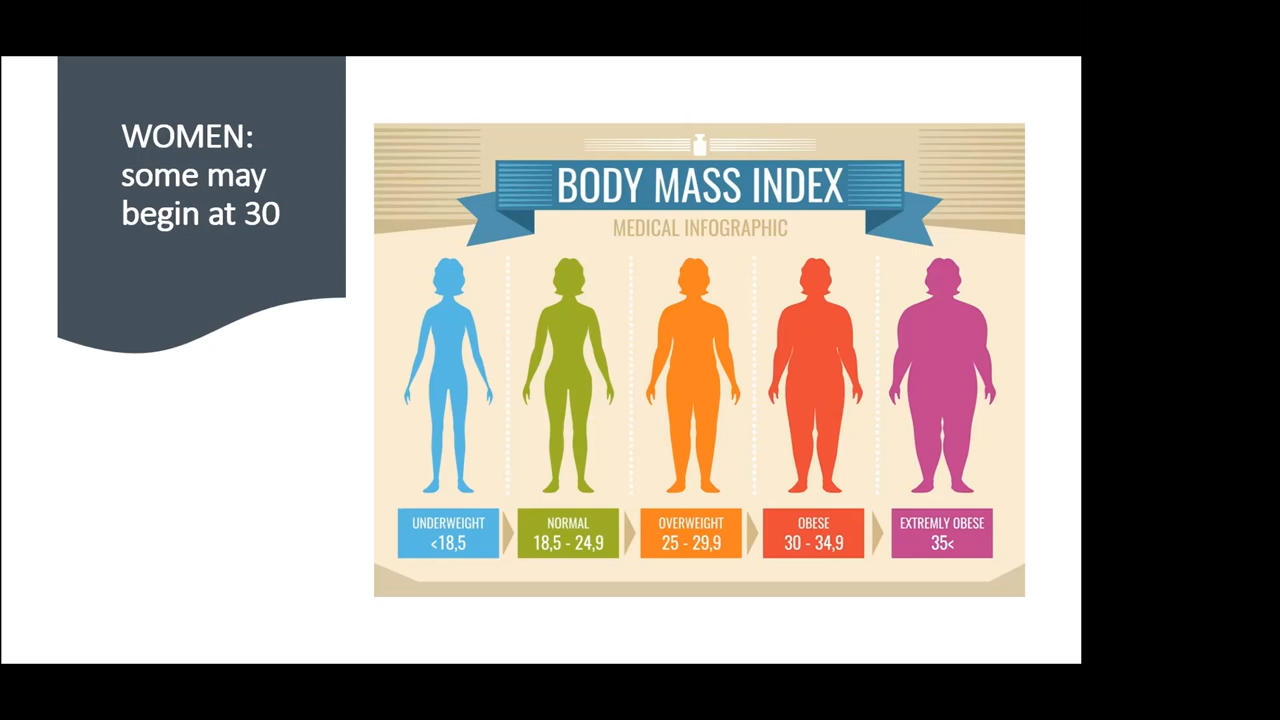 WOMEN:
some may
begin at 30
BODY MASS INDEX
MEDICAL INFOGRAPHIC
UNDERWEIGHT
<18,5
NORMAL
18,5 - 24,9
OVERWEIGHT
25 - 29,9
OBESE
30 - 34,9
EXTREMLY OBESE
35<